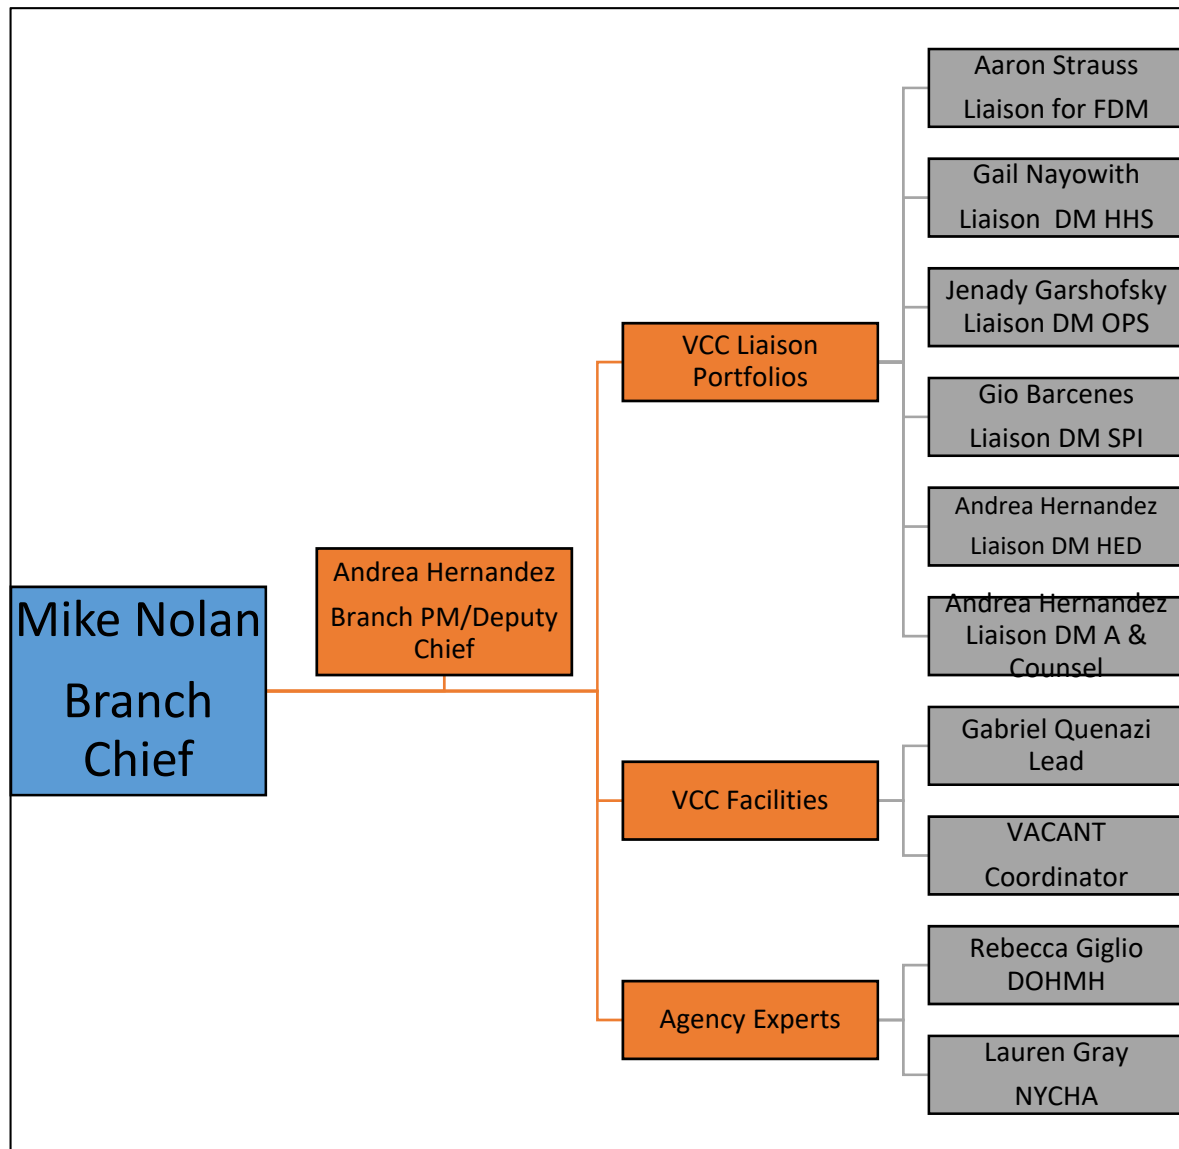 Mike Nolan
Branch
Chief
Andrea Hernandez
Branch PM/Deputy
Chief
VCC Liaison
Portfolios
Aaron Strauss
Liaison for FDM
Gail Nayowith
Liaison  DM HHS
Jenady Garshofsky
Liaison DM OPS
Gio Barcenes
Liaison DM SPI
Andrea Hernandez
Liaison DM HED
Andrea Hernandez
Liaison DM A &
Counsel
VCC Facilities
Gabriel Quenazi
Lead
VACANT
Coordinator
Agency Experts
Rebecca Giglio
DOHMH
Lauren Gray
NYCHA